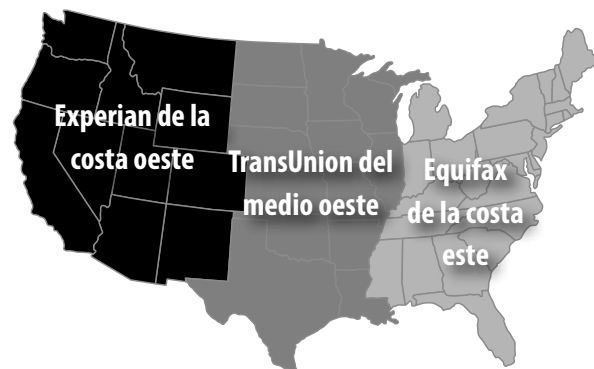 Experian de la
costa oeste
TransUnion del
medio oeste
Equifax
de la costa
este